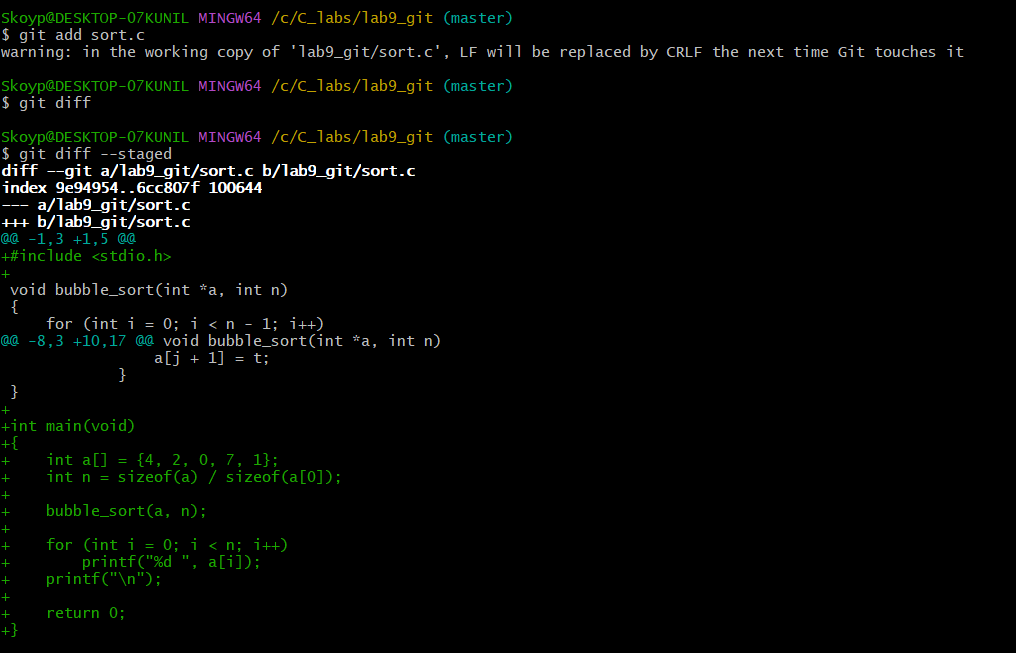 Skoyp@DESKTOP-O7KUNIL MINGW64 /c/C_labs/lab9_git (master)
$ git add sort.c
warning: in the working copy of 'lab9_git/sort.c', LF will be replaced by CRLF the next time Git touches it

Skoyp@DESKTOP-O7KUNIL MINGW64 /c/C_labs/lab9_git (master)
$ git diff

Skoyp@DESKTOP-O7KUNIL MINGW64 /c/C_labs/lab9_git (master)
$ git diff --staged
diff --git a/lab9_git/sort.c b/lab9_git/sort.c
index 9e94954..6cc807f 100644
--- a/lab9_git/sort.c
+++ b/lab9_git/sort.c
@@ -1,3 +1,5 @@
+#include <stdio.h>
+
 void bubble_sort(int *a, int n)
 {
     for (int i = 0; i < n - 1; i++)
@@ -8,3 +10,17 @@ void bubble_sort(int *a, int n)
                 a[j + 1] = t;
             }
 }
+
+int main(void)
+{
+    int a[] = {4, 2, 0, 7, 1};
+    int n = sizeof(a) / sizeof(a[0]);
+
+    bubble_sort(a, n);
+
+    for (int i = 0; i < n; i++)
+        printf("%d ", a[i]);
+    printf("\n");
+
+    return 0;
+}